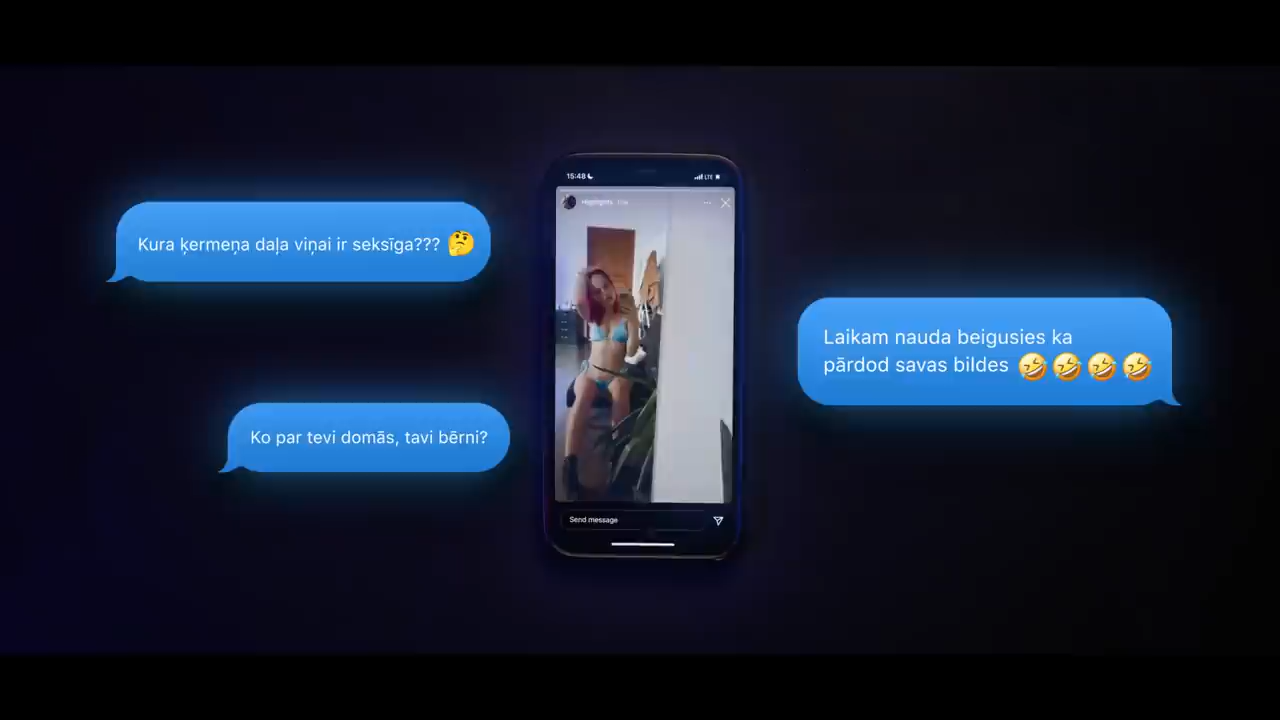 15:48
LTE
Kura ķermeņa daļa viņai ir seksīga??? 🤔
Laikam nauda beigusies ka
pārdod savas bildes 🤣🤣🤣🤣
Ko par tevi domās, tavi bērni?
Send message